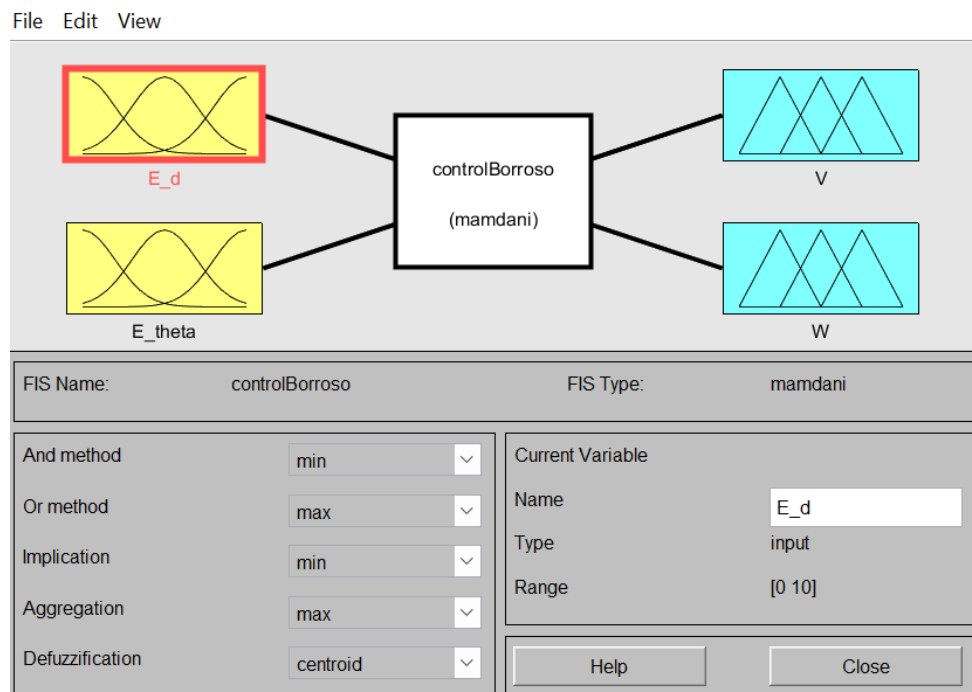 File Edit View
E_d
E_theta
controlBorroso
(mamdani)
V
W
FIS Name: controlBorroso FIS Type: mamdani
And method min
Or method max
Implication min
Aggregation max
Defuzzification centroid
Current Variable
Name E_d
Type input
Range [0 10]
Help Close